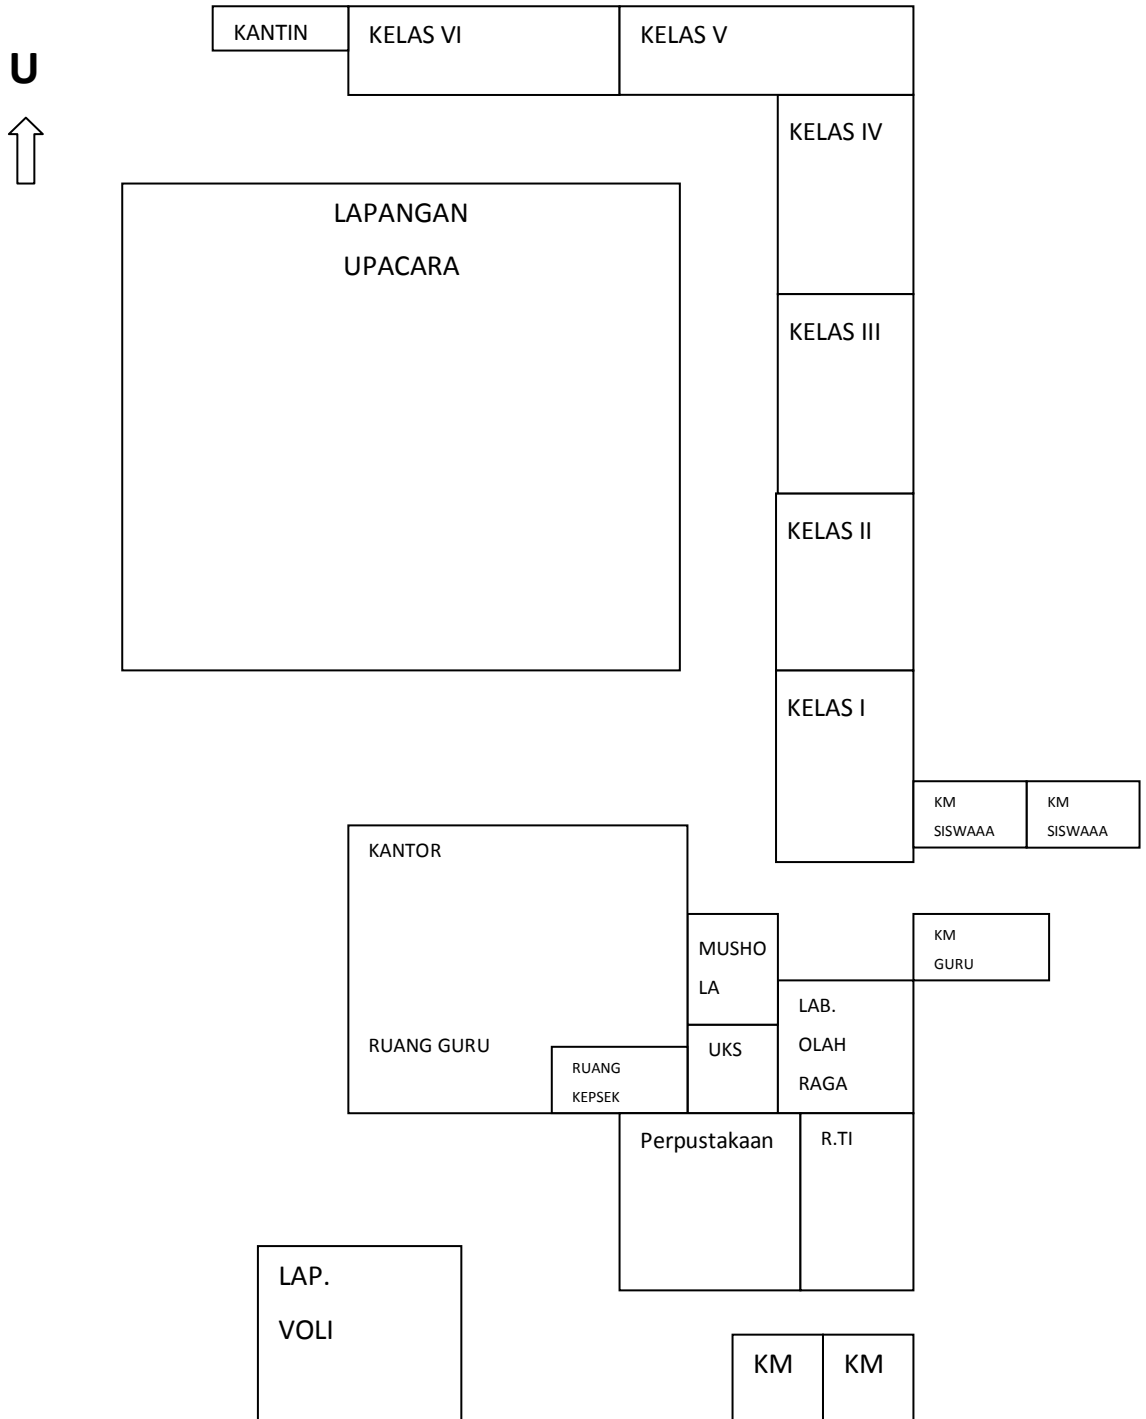 KANTIN
KELAS VI
KELAS V
U
KELAS IV
LAPANGAN
UPACARA
KELAS III
KELAS II
KELAS I
KM
SISWAAA
KM
SISWAAA
KANTOR
KM
GURU
MUSHO
LA
LAB.
OLAH
RAGA
RUANG GURU
UKS
RUANG
KEPSEK
Perpustakaan
R.TI
LAP.
VOLI
KM
KM